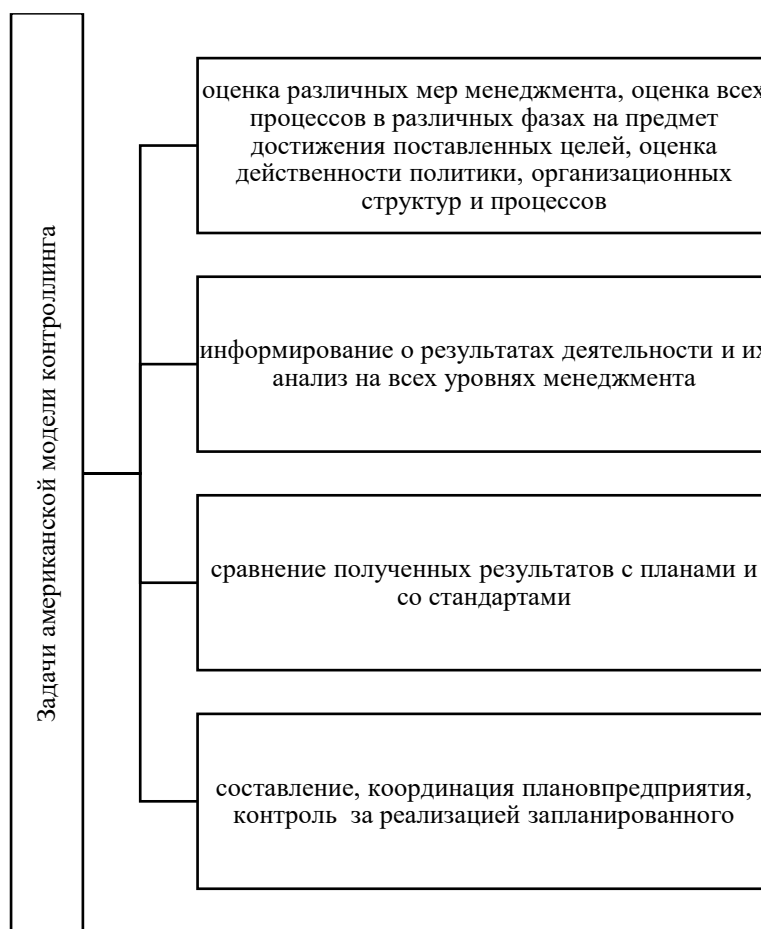 Задачи американской модели контроллинга
оценка различных мер менеджмента, оценка всех
процессов в различных фазах на предмет
достижения поставленных целей, оценка
действенности политики, организационных
структур и процессов
информирование о результатах деятельности и их
анализ на всех уровнях менеджмента
сравнение полученных результатов с планами и
со стандартами
составление, координация плановпредприятия,
контроль за реализацией запланированного